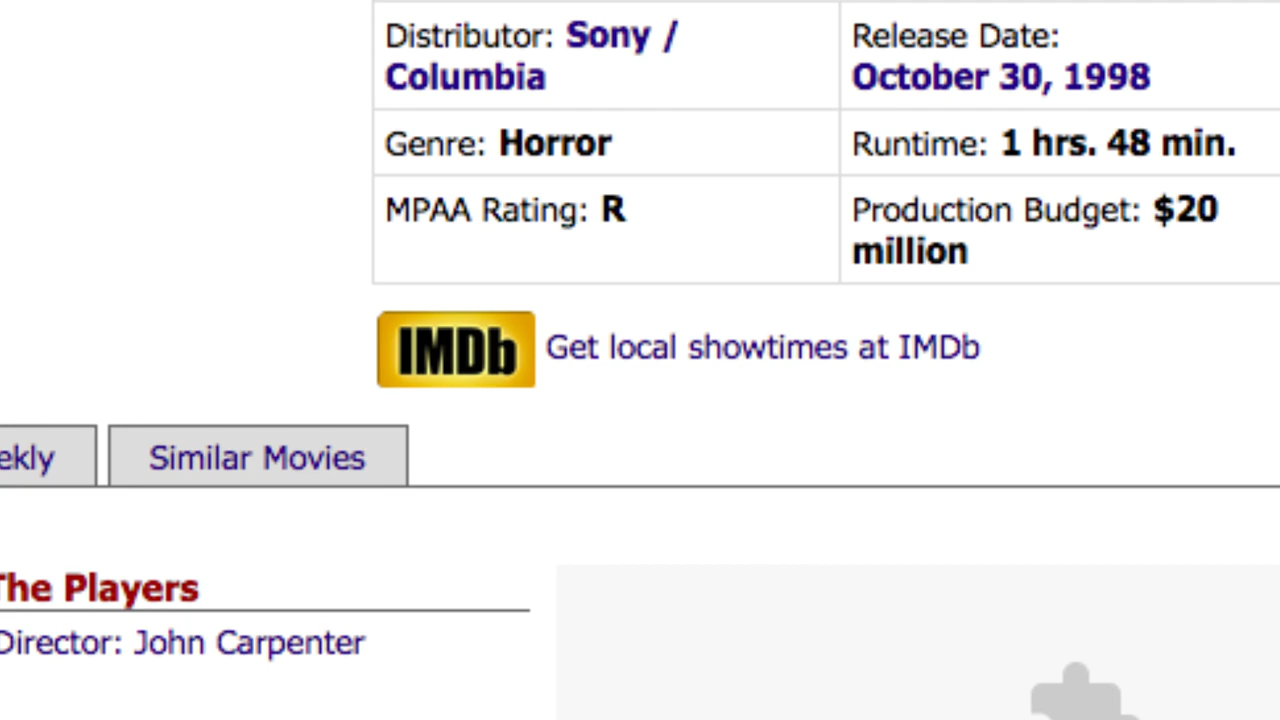 Distributor: Sony /
Columbia
Release Date:
October 30, 1998
Genre: Horror
Runtime: 1 hrs. 48 min.
MPAA Rating: R
Production Budget: $20
million
IMDb Get local showtimes at IMDb
ekly
Similar Movies
The Players
Director: John Carpenter